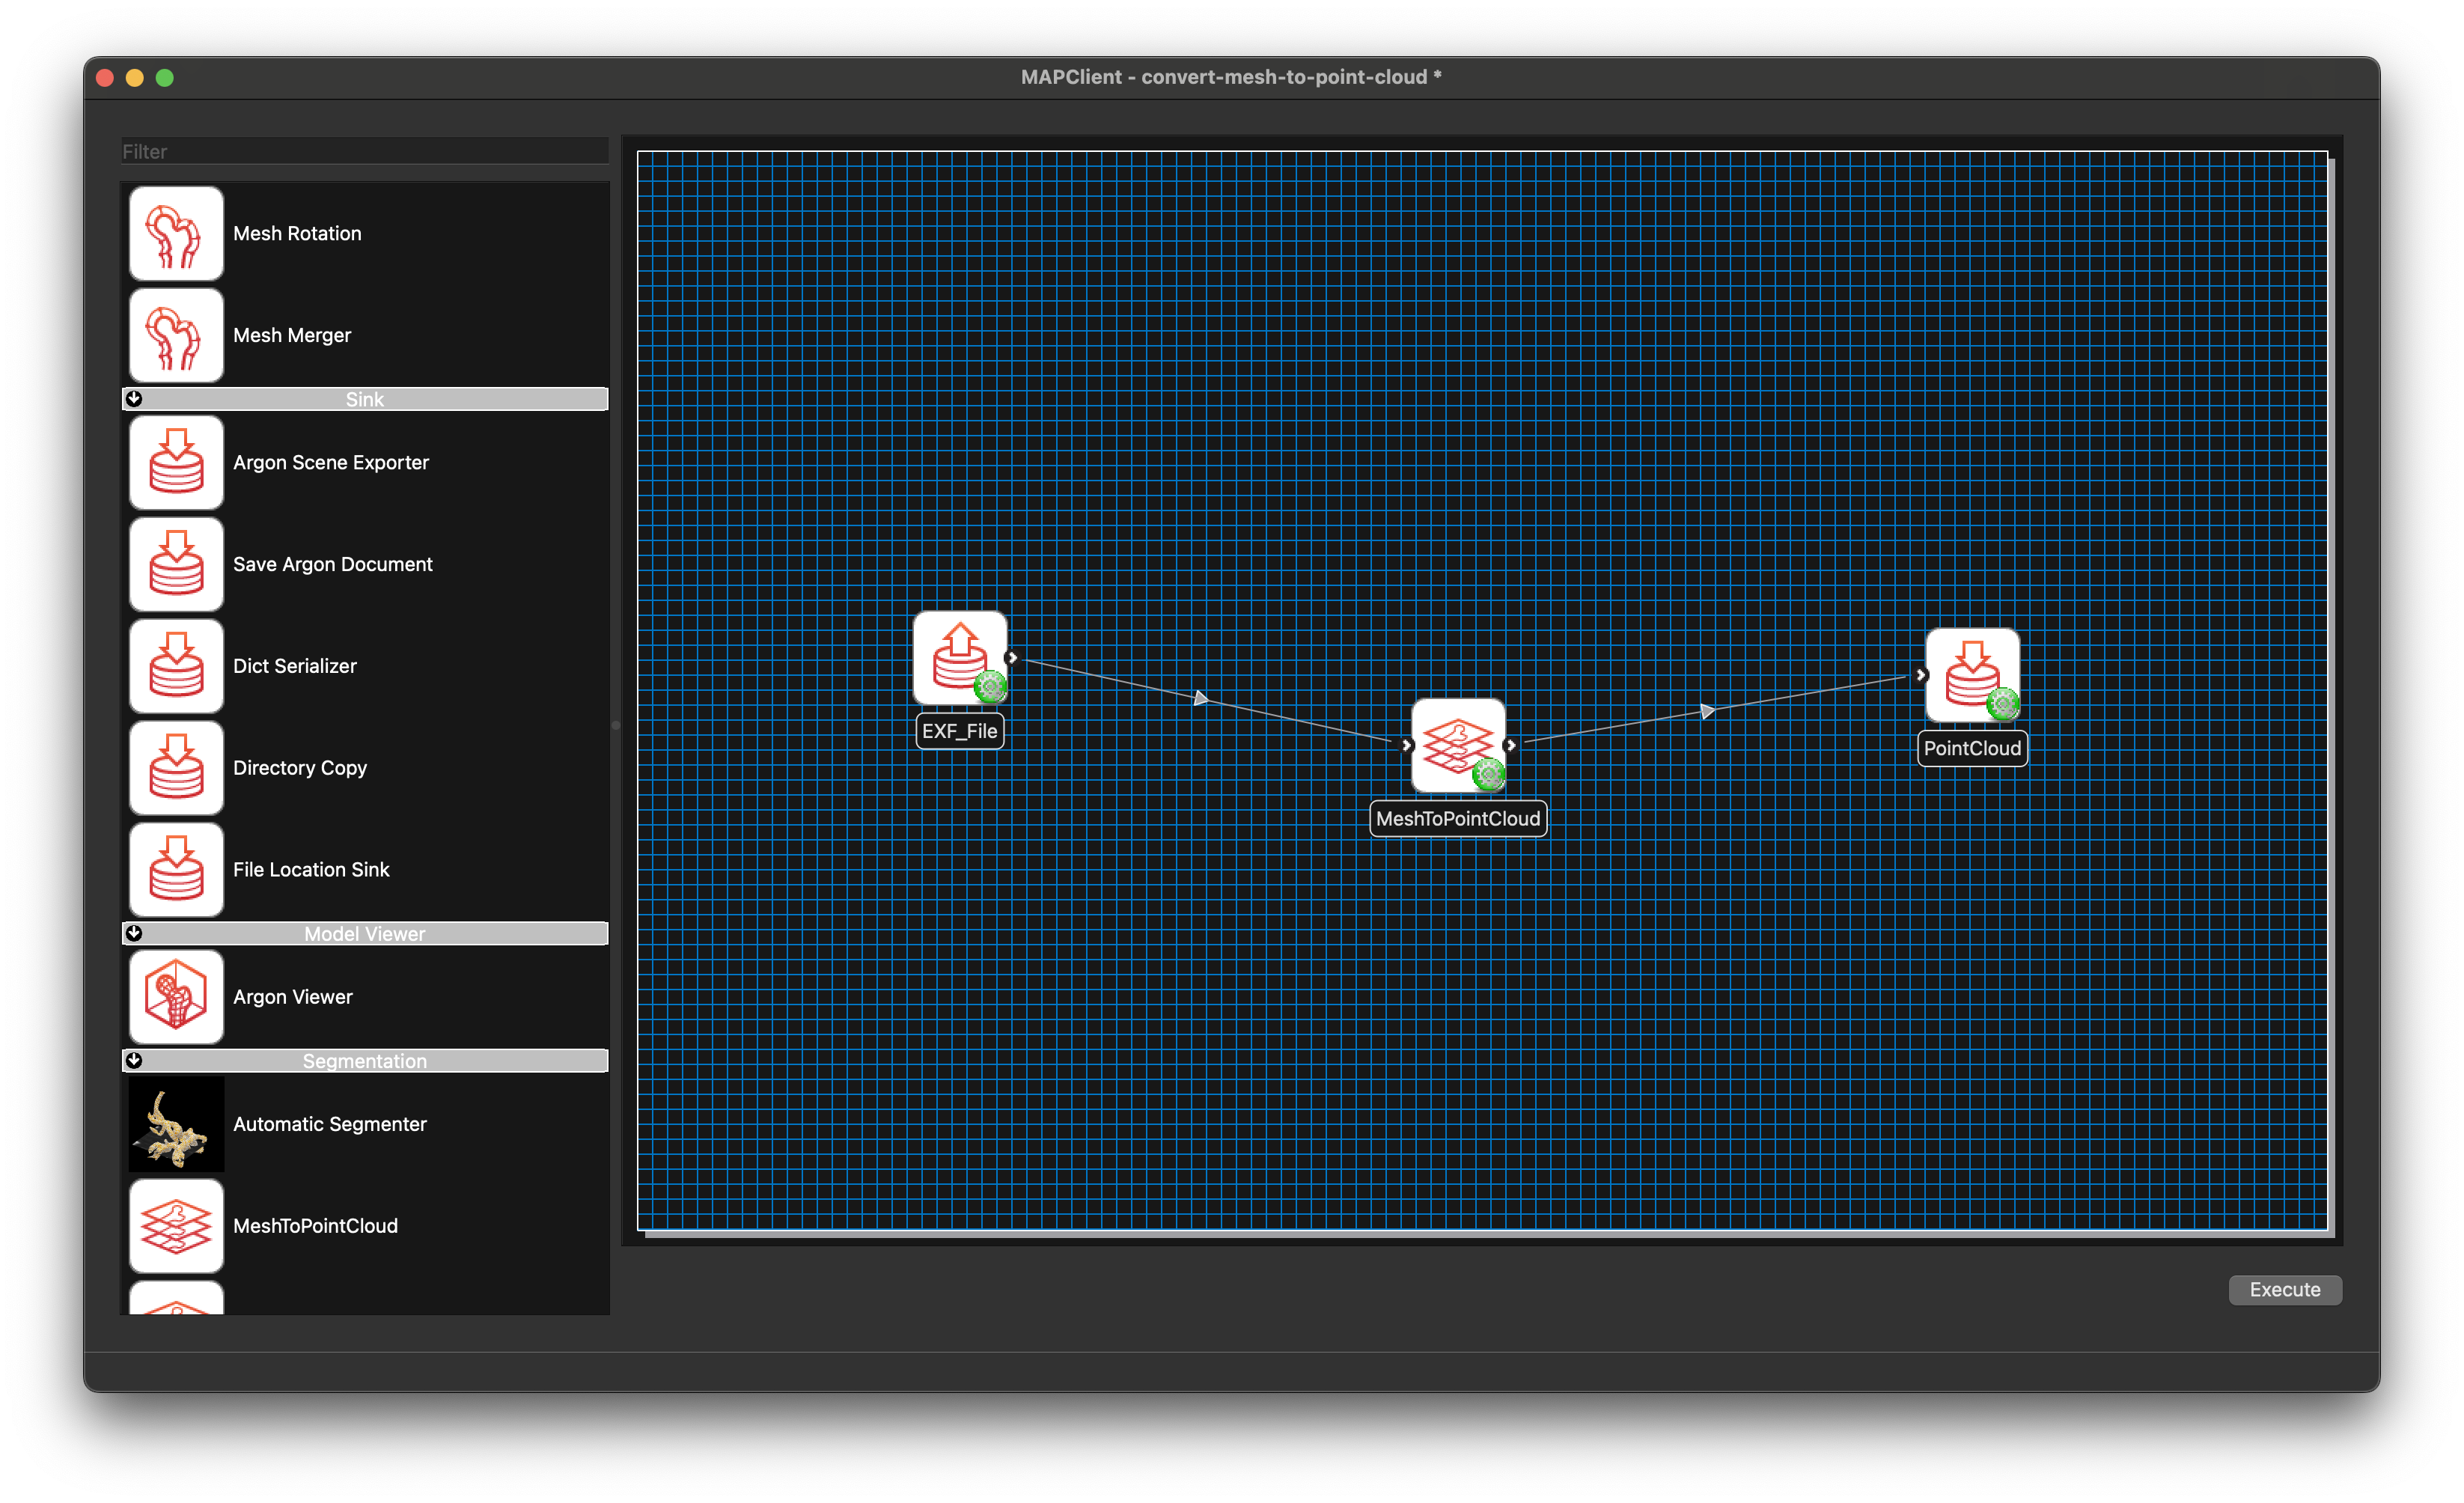 MAPClient - convert-mesh-to-point-cloud *
Filter
Mesh Rotation
Mesh Merger
Sink
Argon Scene Exporter
Save Argon Document
Dict Serializer
Directory Copy
File Location Sink
Model Viewer
Argon Viewer
Segmentation
Automatic Segmenter
MeshToPointCloud
EXF_File
MeshToPointCloud
PointCloud
Execute